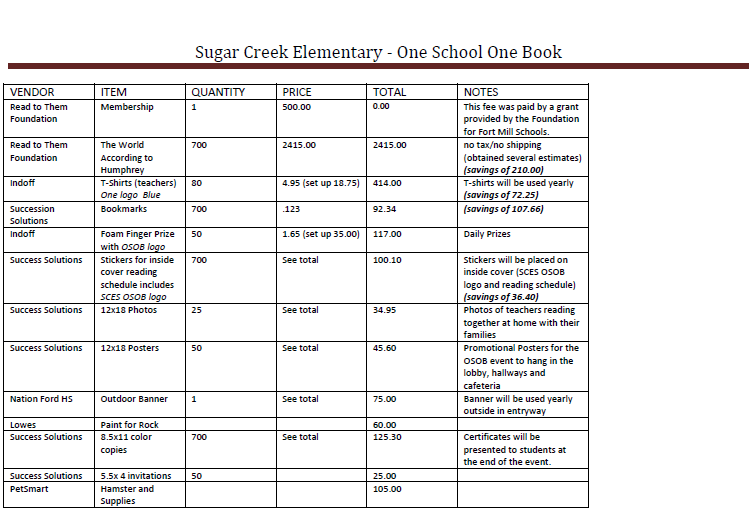 Sugar Creek Elementary - One School One Book
VENDOR ITEM QUANTITY PRICE TOTAL NOTES
Read to Them Membership 1 500.00 0.00 This fee was paid by a grant
Foundation provided by the Foundation
for Fort Mill Schools.
Read to Them The World 700 2415.00 2415.00 no tax/no shipping
Foundation According to (obtained several estimates)
Humphrey (savings of 210.00)
Indoff T-Shirts (teachers) 80 4.95 (set up 18.75) 414.00 T-shirts will be used yearly
One logo Blue (savings of 72.25)
Succession Bookmarks 700 .123 92.34 (savings of 107.66)
Solutions
Indoff Foam Finger Prize 50 1.65 (set up 35.00) 117.00 Daily Prizes
with OSOB logo
Success Solutions Stickers for inside 700 See total 100.10 Stickers will be placed on
cover reading inside cover (SCES OSOB
schedule includes logo and reading schedule)
SCES OSOB logo (savings of 36.40)
Success Solutions 12x18 Photos 25 See total 34.95 Photos of teachers reading
together at home with their
families
Success Solutions 12x18 Posters 50 See total 45.60 Promotional Posters for the
OSOB event to hang in the
lobby, hallways and
cafeteria
Nation Ford HS Outdoor Banner 1 See total 75.00 Banner will be used yearly
outside in entryway
Lowes Paint for Rock 60.00
Success Solutions 8.5x11 color 700 See total 125.30 Certificates will be
copies presented to students at
the end of the event.
Success Solutions 5.5x 4 invitations 50 25.00
PetSmart Hamster and 105.00
Supplies